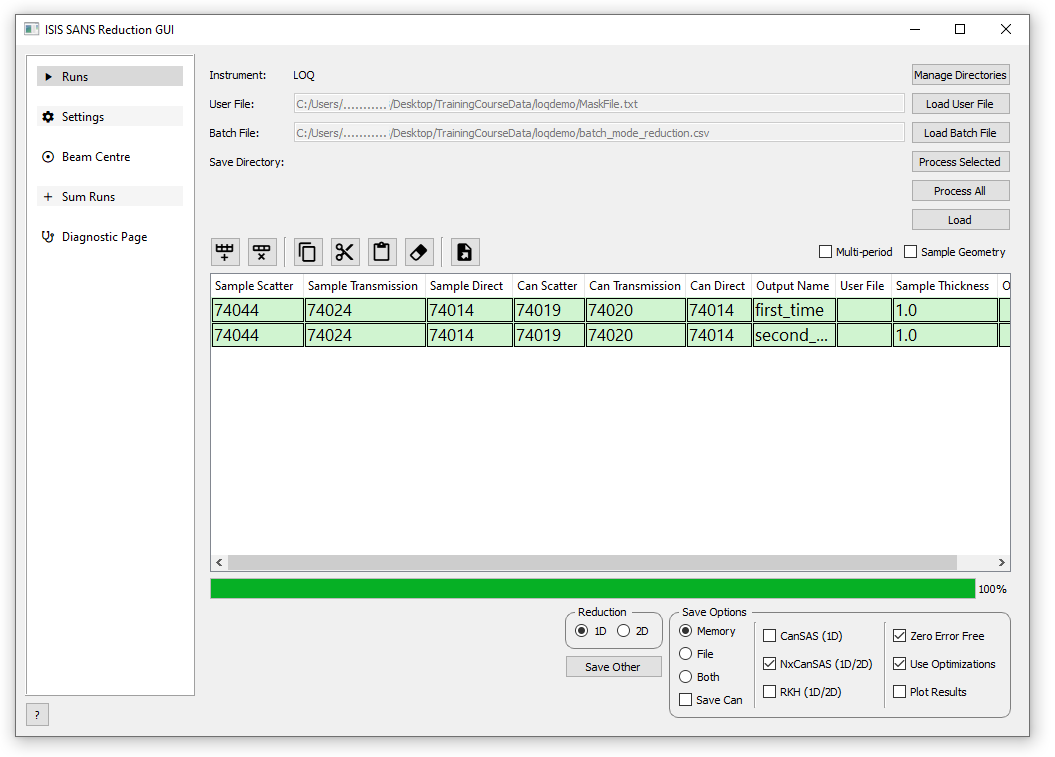 ISIS SANS Reduction GUI
Runs
Settings
Beam Centre
Sum Runs
Diagnostic Page
?
Instrument: LOQ Manage Directories
User File: C:/Users/........... /Desktop/TrainingCourseData/loqdemo/MaskFile.txt Load User File
Batch File: C:/Users/........... /Desktop/TrainingCourseData/loqdemo/batch_mode_reduction.csv Load Batch File
Save Directory: Process Selected
Process All
Load
Multi-period Sample Geometry
Sample Scatter Sample Transmission Sample Direct Can Scatter Can Transmission Can Direct Output Name User File Sample Thickness O
74044 74024 74014 74019 74020 74014 first_time 1.0
74044 74024 74014 74019 74020 74014 second_... 1.0
100%
Reduction
1D 2D
Save Other
Save Options
Memory
File
Both
Save Can
CanSAS (1D)
NxCanSAS (1D/2D)
RKH (1D/2D)
Zero Error Free
Use Optimizations
Plot Results